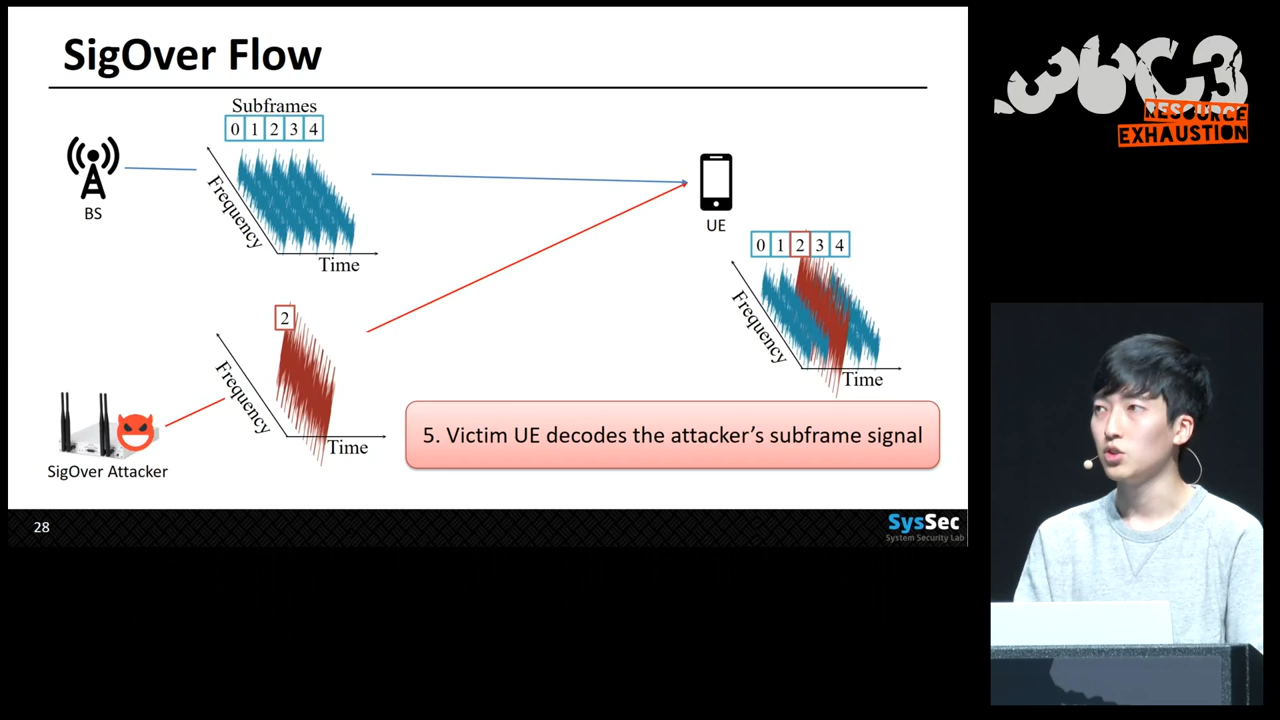 SigOver Flow
Subframes
0 1 2 3 4
Frequency
Time
BS
UE
0 1 2 3 4
Frequency
Time
2
Frequency
Time
SigOver Attacker
5. Victim UE decodes the attacker's subframe signal
28
SysSec
System Security Lab
36C3
RESOURCE
EXHAUSTION